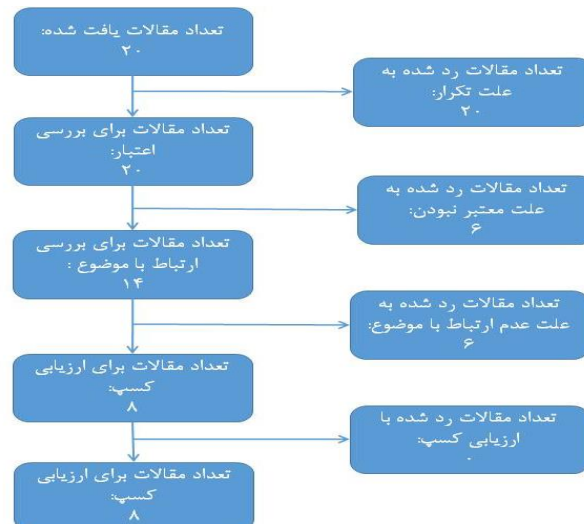 تعداد مقالات یافت شده:
۲۰
تعداد مقالات رد شده به
علت تکرار:
۲۰
تعداد مقالات برای بررسی
اعتبار:
۲۰
تعداد مقالات رد شده به
علت معتبر نبودن:
۶
تعداد مقالات برای بررسی
ارتباط با موضوع :
۱۴
تعداد مقالات رد شده به
علت عدم ارتباط با موضوع:
۶
تعداد مقالات برای ارزیابی
کسپ:
۸
تعداد مقالات رد شده با
ارزیابی کسپ:
۰
تعداد مقالات برای ارزیابی
کسپ:
۸